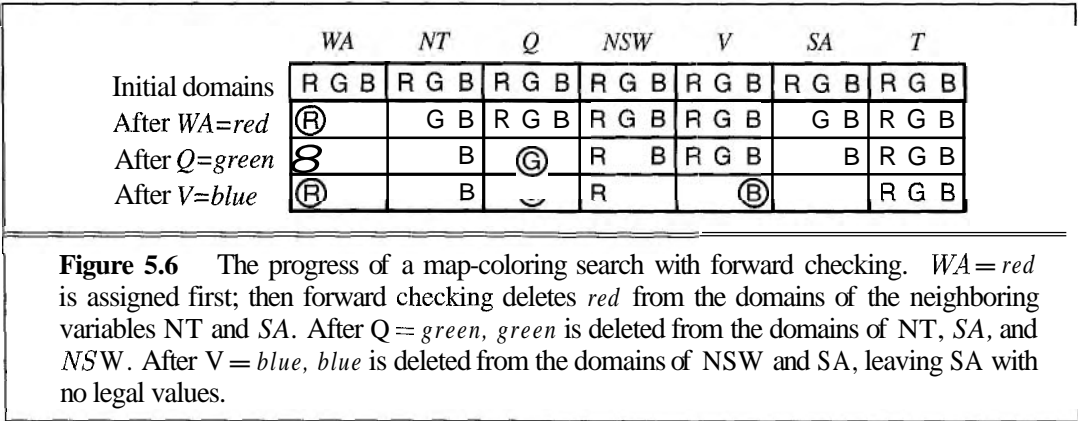 WA NT Q NSW V SA T
Initial domains R G B R G B R G B R G B R G B R G B R G B
After WA=red R G B R G B R G B R G B G B R G B
After Q=green 8 B G R B R G B B R G B
After V=blue R B R B R G B
Figure 5.6 The progress of a map-coloring search with forward checking. WA = red
is assigned first; then forward checking deletes red from the domains of the neighboring
variables NT and SA. After Q = green, green is deleted from the domains of NT, SA, and
NSW. After V = blue, blue is deleted from the domains of NSW and SA, leaving SA with
no legal values.